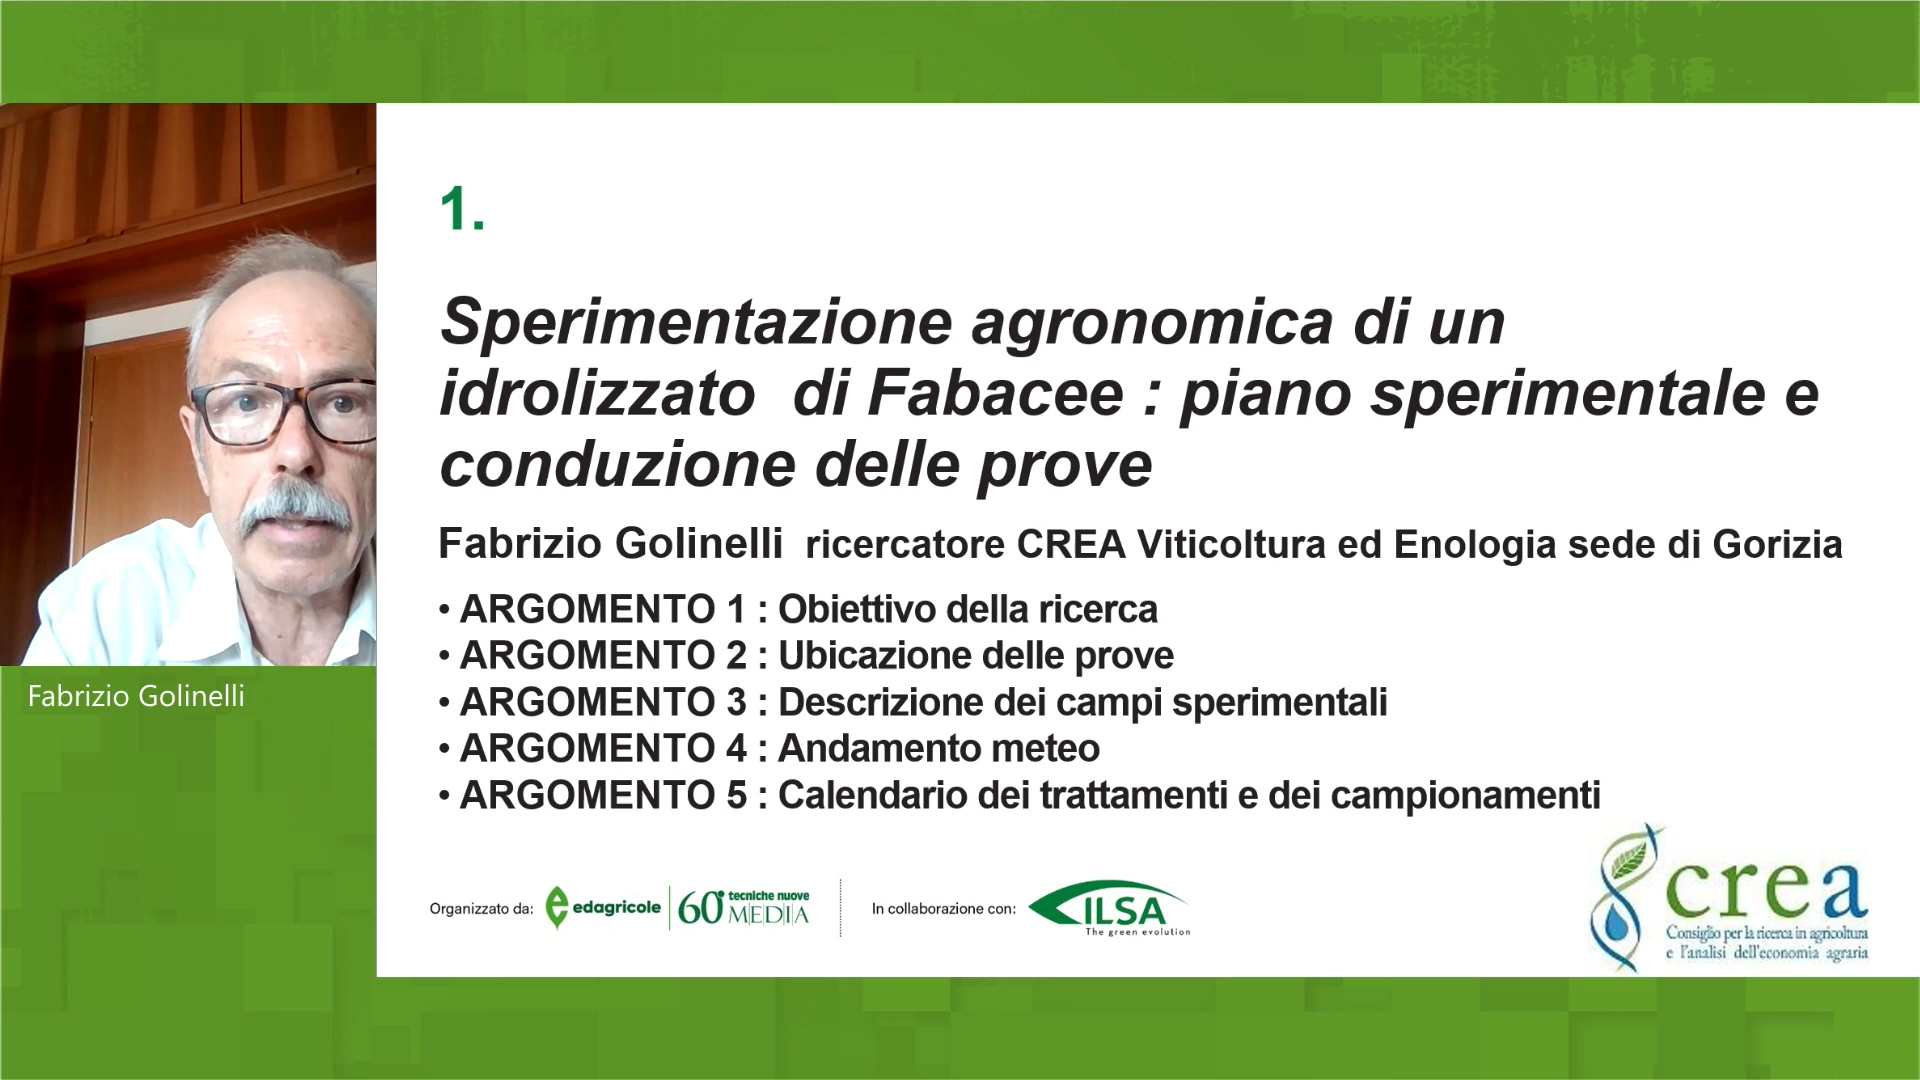 1.
Sperimentazione agronomica di un
idrolizzato di Fabacee : piano sperimentale e
conduzione delle prove
Fabrizio Golinelli ricercatore CREA Viticoltura ed Enologia sede di Gorizia
• ARGOMENTO 1 : Obiettivo della ricerca
• ARGOMENTO 2 : Ubicazione delle prove
• ARGOMENTO 3 : Descrizione dei campi sperimentali
• ARGOMENTO 4 : Andamento meteo
• ARGOMENTO 5 : Calendario dei trattamenti e dei campionamenti
Fabrizio Golinelli
Organizzato da:
edagricole
60° tecniche nuove
MEDIA
In collaborazione con:
ILSA
The green evolution
crea
Consiglio per la ricerca in agricoltura
e l'analisi dell'economia agraria